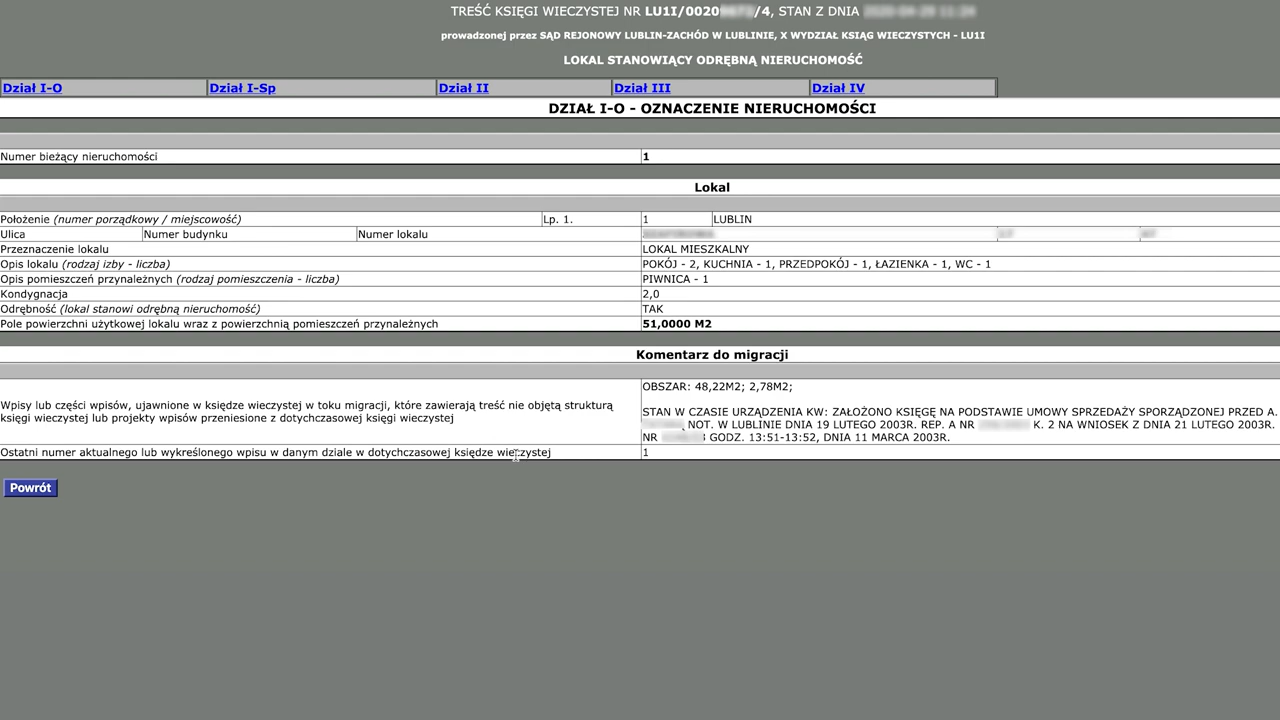 TREŚĆ KSIĘGI WIECZYSTEJ NR LU1I/0020 /4, STAN Z DNIA
prowadzonej przez SĄD REJONOWY LUBLIN-ZACHÓD W LUBLINIE, X WYDZIAŁ KSIĄG WIECZYSTYCH - LU1I
LOKAL STANOWIĄCY ODRĘBNĄ NIERUCHOMOŚĆ
Dział I-O Dział I-Sp Dział II Dział III Dział IV
DZIAŁ I-O - OZNACZENIE NIERUCHOMOŚCI
Numer bieżący nieruchomości 1
Lokal
Położenie (numer porządkowy / miejscowość) Lp. 1. 1 LUBLIN
Ulica Numer budynku Numer lokalu
Przeznaczenie lokalu LOKAL MIESZKALNY
Opis lokalu (rodzaj izby - liczba) POKÓJ - 2, KUCHNIA - 1, PRZEDPOKÓJ - 1, ŁAZIENKA - 1, WC - 1
Opis pomieszczeń przynależnych (rodzaj pomieszczenia - liczba) PIWNICA - 1
Kondygnacja 2,0
Odrębność (lokal stanowi odrębną nieruchomość) TAK
Pole powierzchni użytkowej lokalu wraz z powierzchnią pomieszczeń przynależnych 51,0000 M2
Komentarz do migracji
Wpisy lub części wpisów, ujawnione w księdze wieczystej w toku migracji, które zawierają treść nie objętą strukturą
księgi wieczystej lub projekty wpisów przeniesione z dotychczasowej księgi wieczystej
OBSZAR: 48,22M2; 2,78M2;
STAN W CZASIE URZĄDZENIA KW: ZAŁOŻONO KSIĘGĘ NA PODSTAWIE UMOWY SPRZEDAŻY SPORZĄDZONEJ PRZED A.
NOT. W LUBLINIE DNIA 19 LUTEGO 2003R. REP. A NR K. 2 NA WNIOSEK Z DNIA 21 LUTEGO 2003R.
NR GODZ. 13:51-13:52, DNIA 11 MARCA 2003R.
Ostatni numer aktualnego lub wykreślonego wpisu w danym dziale w dotychczasowej księdze wieczystej 1
Powrót